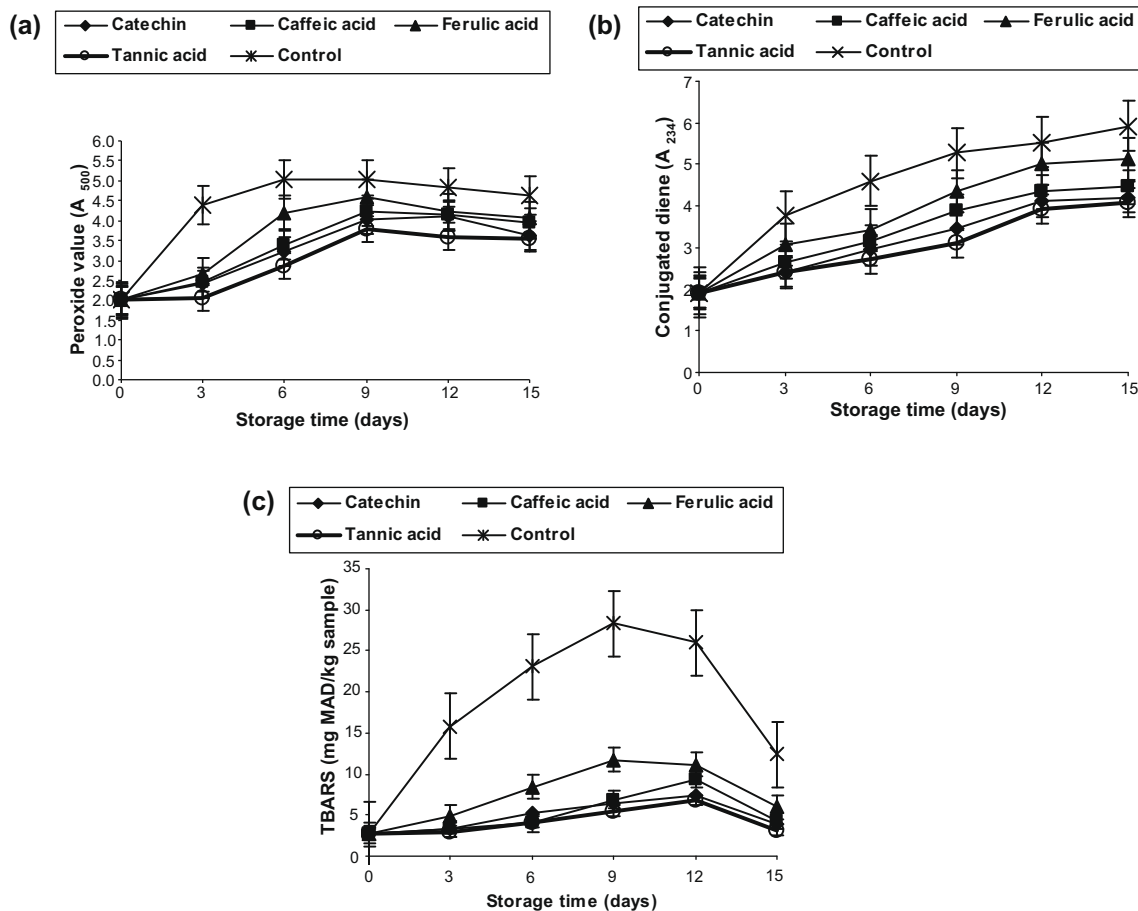 (a)
Catechin Caffeic acid Ferulic acid
Tannic acid Control
Peroxide value (A 500)
6.0
5.5
5.0
4.5
4.0
3.5
3.0
2.5
2.0
1.5
1.0
0.5
0.0
0 3 6 9 12 15
Storage time (days)
(b)
Catechin Caffeic acid Ferulic acid
Tannic acid Control
Conjugated diene (A 234)
7
6
5
4
3
2
1
0
0 3 6 9 12 15
Storage time (days)
(c)
Catechin Caffeic acid Ferulic acid
Tannic acid Control
TBARS (mg MAD/kg sample)
35
30
25
20
15
10
5
0
0 3 6 9 12 15
Storage time (days)